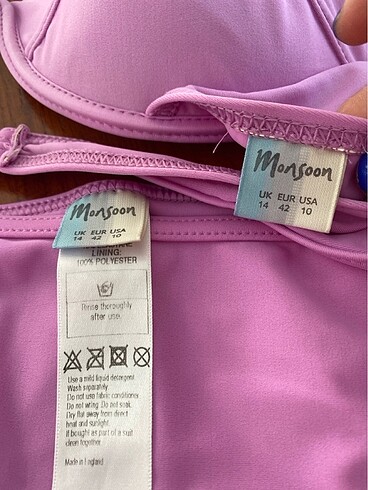 Monsoon
UK EUR USA
14 42 10
Monsoon
UK EUR USA
14 42 10
LINING:
100% POLYESTER
Rinse thoroughly
after use.
Use a mild liquid detergent.
Wash separately.
Do not use fabric conditioner.
Do not wring. Do not soak.
Dry flat away from direct
heat and sunlight.
If bought as part of a suit
clean together.
Made in England